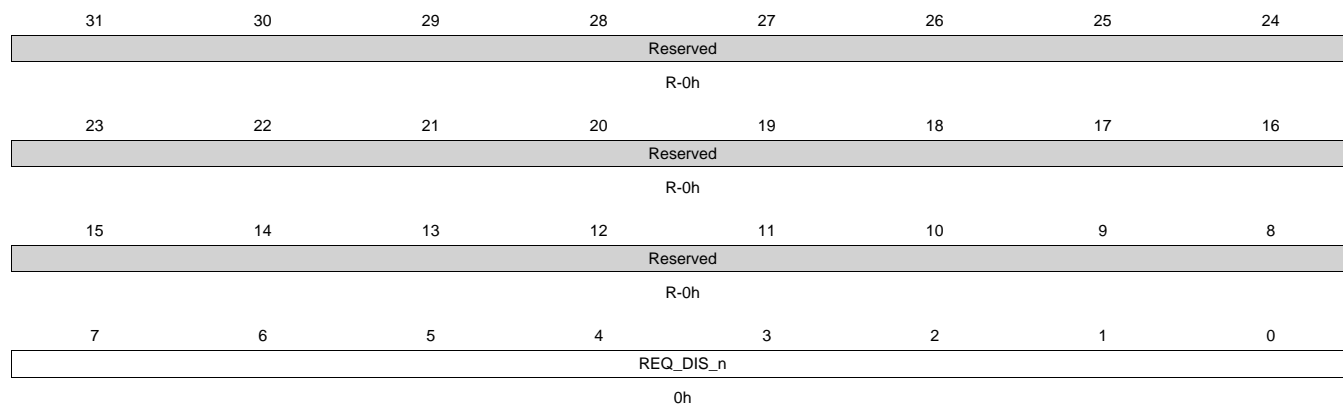 31 30 29 28 27 26 25 24
Reserved
R-0h
23 22 21 20 19 18 17 16
Reserved
R-0h
15 14 13 12 11 10 9 8
Reserved
R-0h
7 6 5 4 3 2 1 0
REQ_DIS_n
0h